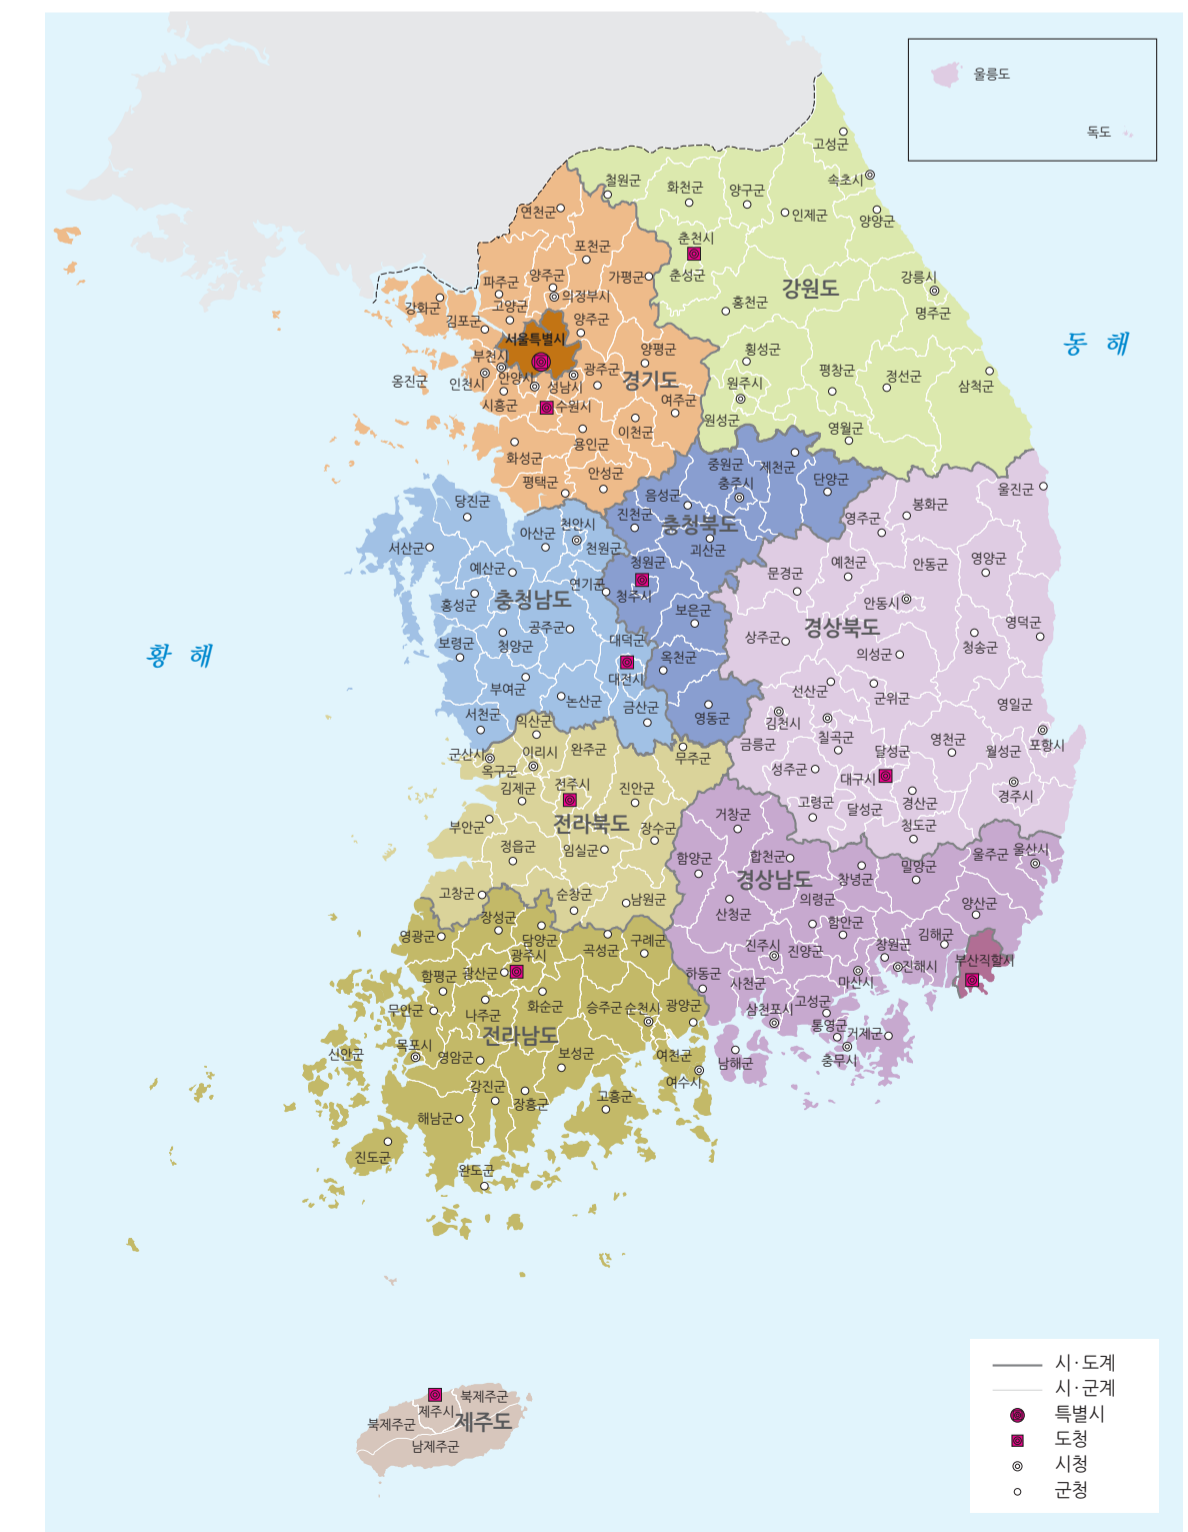 울릉도
독도
고성군
속초시
철원군
화천군
양구군
인제군
양양군
연천군
춘천시
포천군
춘성군
가평군
강릉시
강원도
파주군
양주군
의정부시
홍천군
명주군
강화군
고양군
김포군
양주군
서울특별시
동 해
양평군
횡성군
부천시
옹진군
인천시
안양시
성남시
광주군
경기도
평창군
정선군
삼척군
원주시
시흥군
수원시
여주군
원성군
이천군
영월군
용인군
화성군
안성군
평택군
중원군
제천군
충주시
단양군
음성군
울진군
당진군
진천군
충청북도
봉화군
영주군
아산군
천안시
천원군
괴산군
서산군
예산군
청원군
문경군
예천군
안동군
영양군
연기군
청주시
충청남도
홍성군
보은군
안동시
공주군
경상북도
영덕군
보령군
청양군
대덕군
상주군
청송군
황 해
옥천군
의성군
대전시
부여군
논산군
금산군
선산군
군위군
서천군
익산군
영동군
김천시
영일군
군산시
이리시
완주군
무주군
금릉군
칠곡군
영천군
포항시
옥구군
달성군
월성군
성주군
대구시
김제군
전주시
진안군
경주시
고령군
달성군
경산군
부안군
전라북도
장수군
거창군
청도군
정읍군
임실군
함양군
합천군
울주군
울산시
밀양군
경상남도
창녕군
고창군
순창군
남원군
의령군
산청군
양산군
장성군
함안군
영광군
담양군
곡성군
구례군
진주시
진양군
창원군
김해군
광주시
부산직할시
함평군
광산군
하동군
사천군
마산시
진해시
무안군
나주군
화순군
승주군
순천시
광양군
삼천포시
고성군
전라남도
통영군
거제군
신안군
목포시
영암군
보성군
여천군
남해군
충무시
강진군
장흥군
여수시
해남군
고흥군
진도군
완도군
북제주군
제주시
북제주군
제주도
남제주군
시·도계
시·군계
특별시
도청
시청
군청